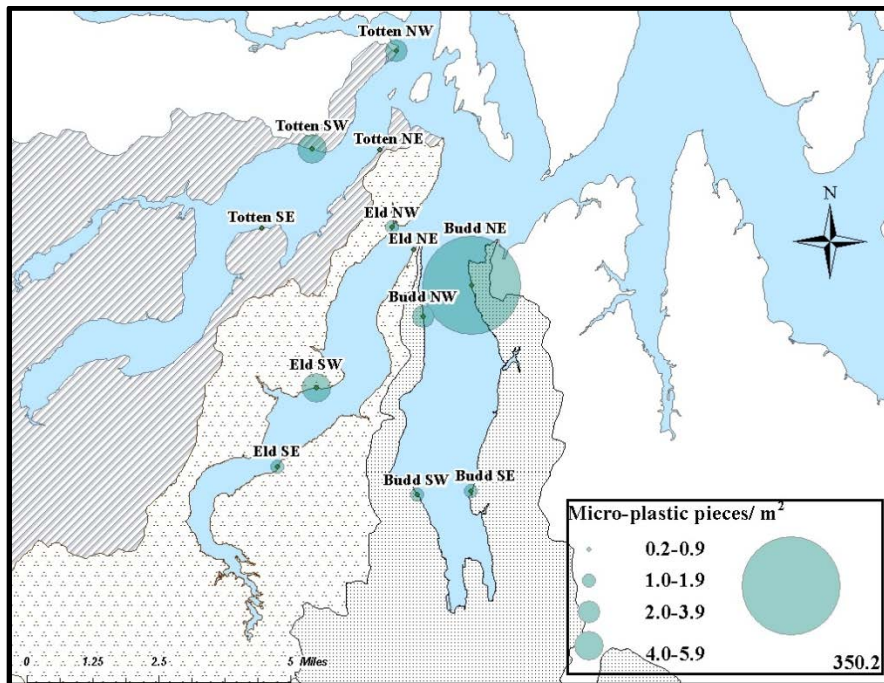 Totten NW
Totten SW
Totten NE
Totten SE
Eld NW
Budd NE
Eld NE
N
Budd NW
Eld SW
Eld SE
Budd SW
Budd SE
Micro-plastic pieces/ m²
0.2-0.9
1.0-1.9
2.0-3.9
4.0-5.9
350.2
0 1.25 2.5 5 Miles